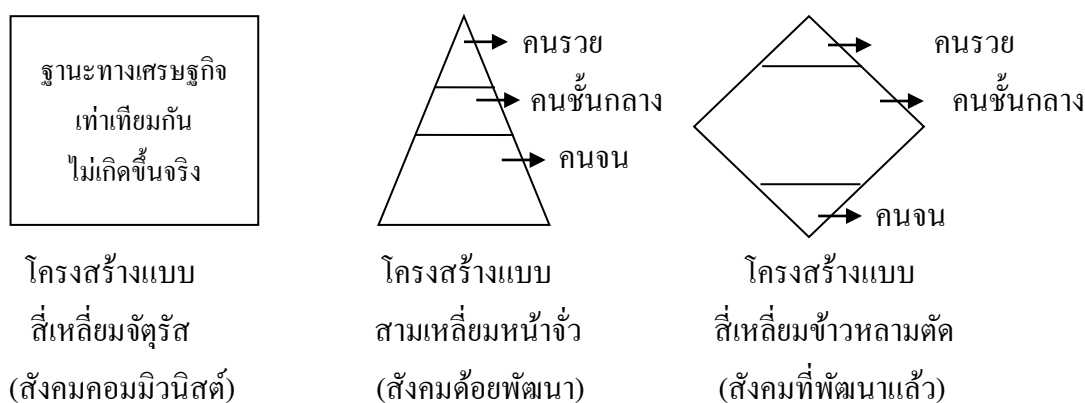 ฐานะทางเศรษฐกิจ
เท่าเทียมกัน
ไม่เกิดขึ้นจริง
โครงสร้างแบบ
สี่เหลี่ยมจัตุรัส
(สังคมคอมมิวนิสต์)
คนรวย
คนชั้นกลาง
คนจน
โครงสร้างแบบ
สามเหลี่ยมหน้าจั่ว
(สังคมด้อยพัฒนา)
คนรวย
คนชั้นกลาง
คนจน
โครงสร้างแบบ
สี่เหลี่ยมข้าวหลามตัด
(สังคมที่พัฒนาแล้ว)